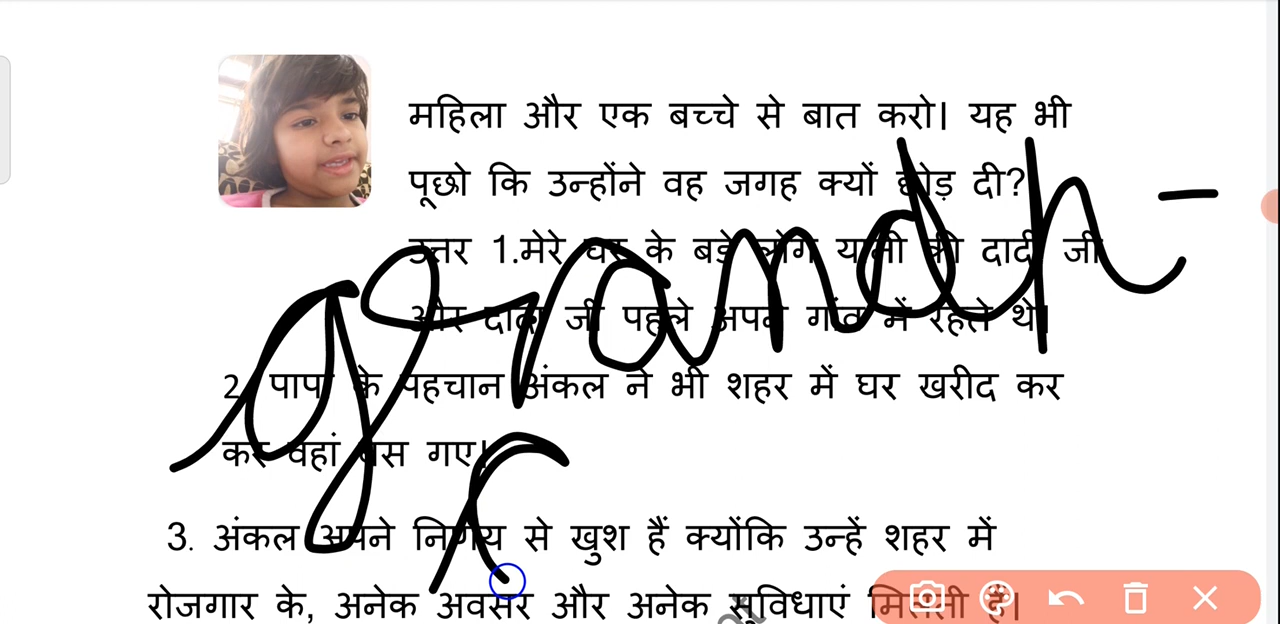 महिला और एक बच्चे से बात करो। यह भी
पूछो कि उन्होंने वह जगह क्यों छोड़ दी?
उत्तर 1.मेरे घर के बड़े लोग यानी की दादी जी
और दादा जी पहले अपने गांव में रहते थे।
2. पापा के पहचान अंकल ने भी शहर में घर खरीद कर
कर वहां बस गए।
3. अंकल अपने निर्णय से खुश हैं क्योंकि उन्हें शहर में
रोजगार के, अनेक अवसर और अनेक सुविधाएं मिलती हैं।
grandh-